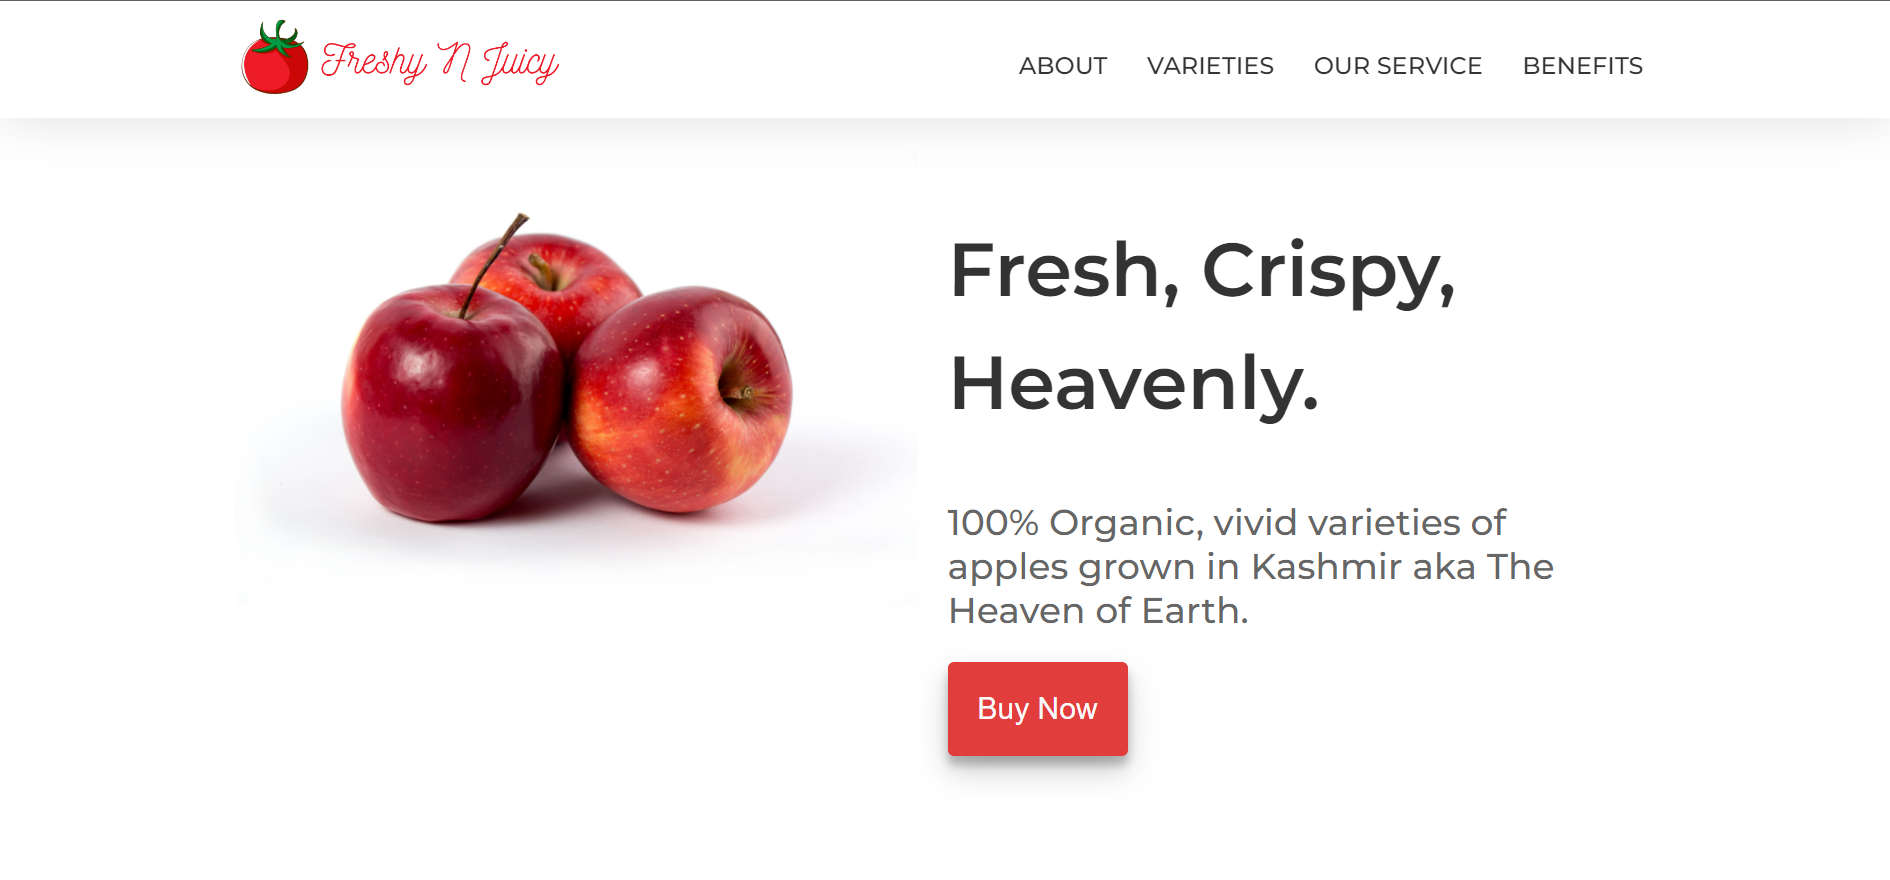 Freshy N Juicy
ABOUT VARIETIES OUR SERVICE BENEFITS
Fresh, Crispy,
Heavenly.
100% Organic, vivid varieties of
apples grown in Kashmir aka The
Heaven of Earth.
Buy Now